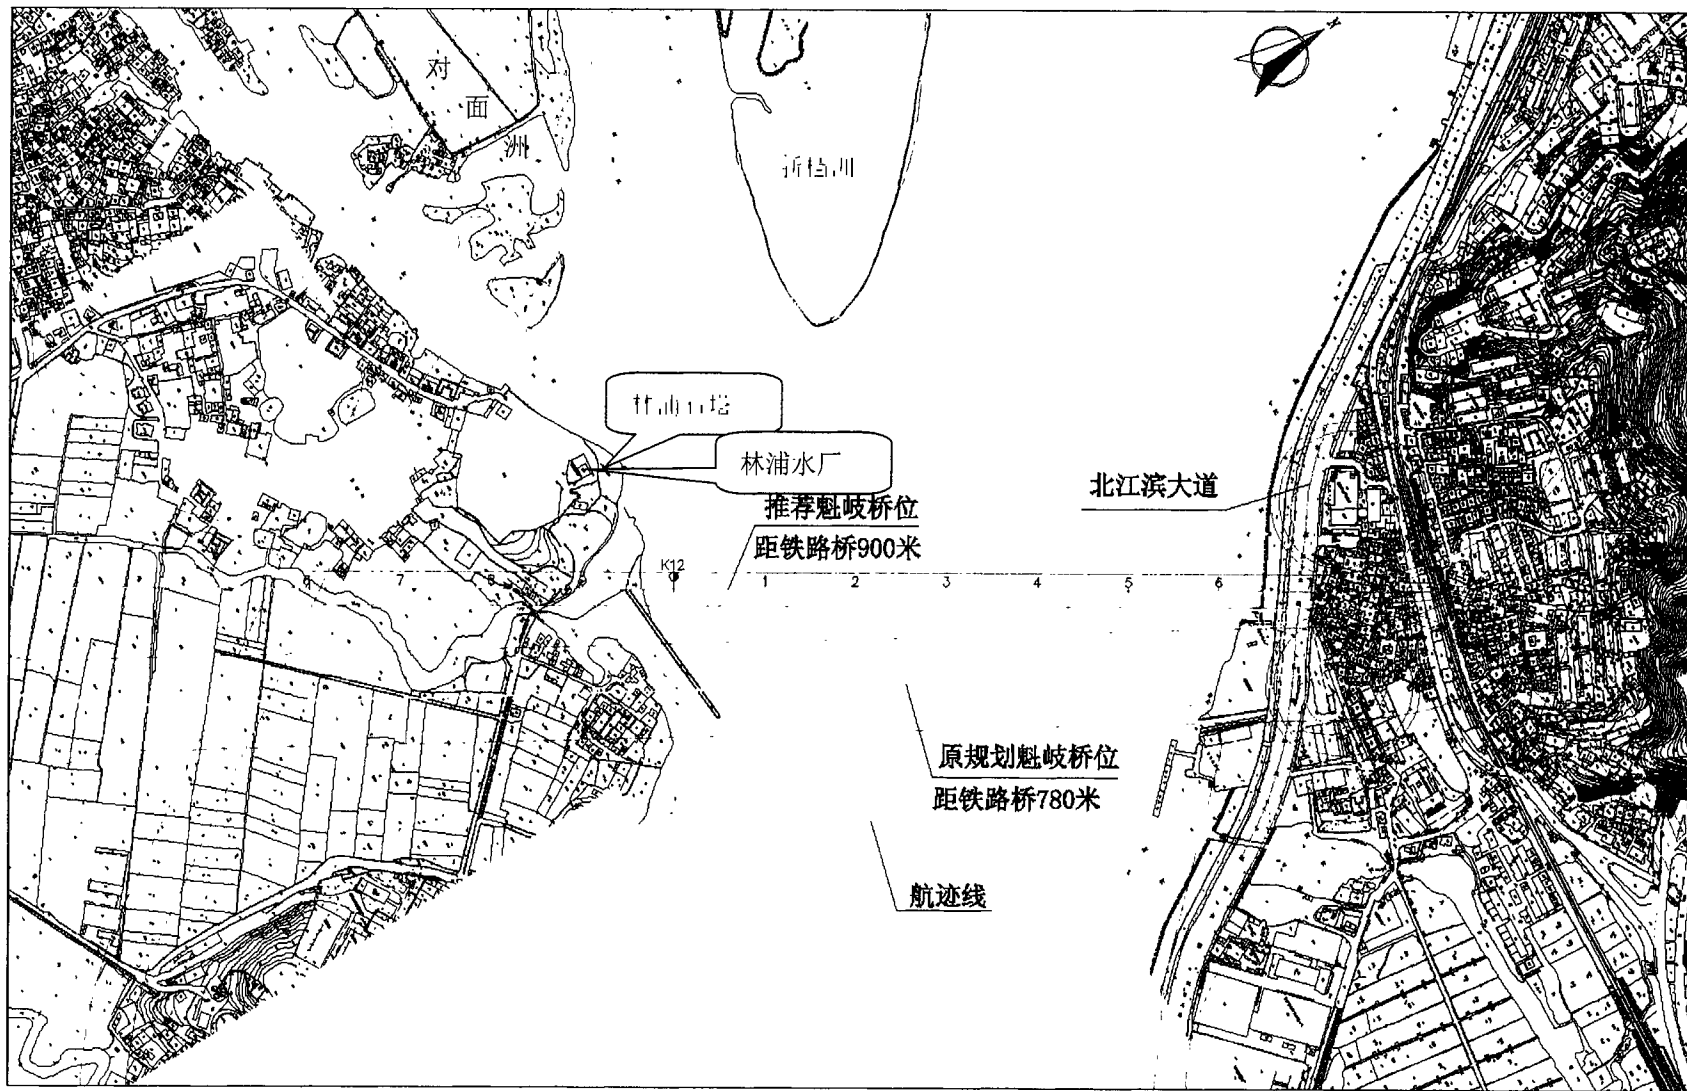 对
面
洲
林浦水厂
推荐魁岐桥位
距铁路桥900米
北江滨大道
K12
6
7
8
9
1
2
3
4
5
6
原规划魁岐桥位
距铁路桥780米
航迹线